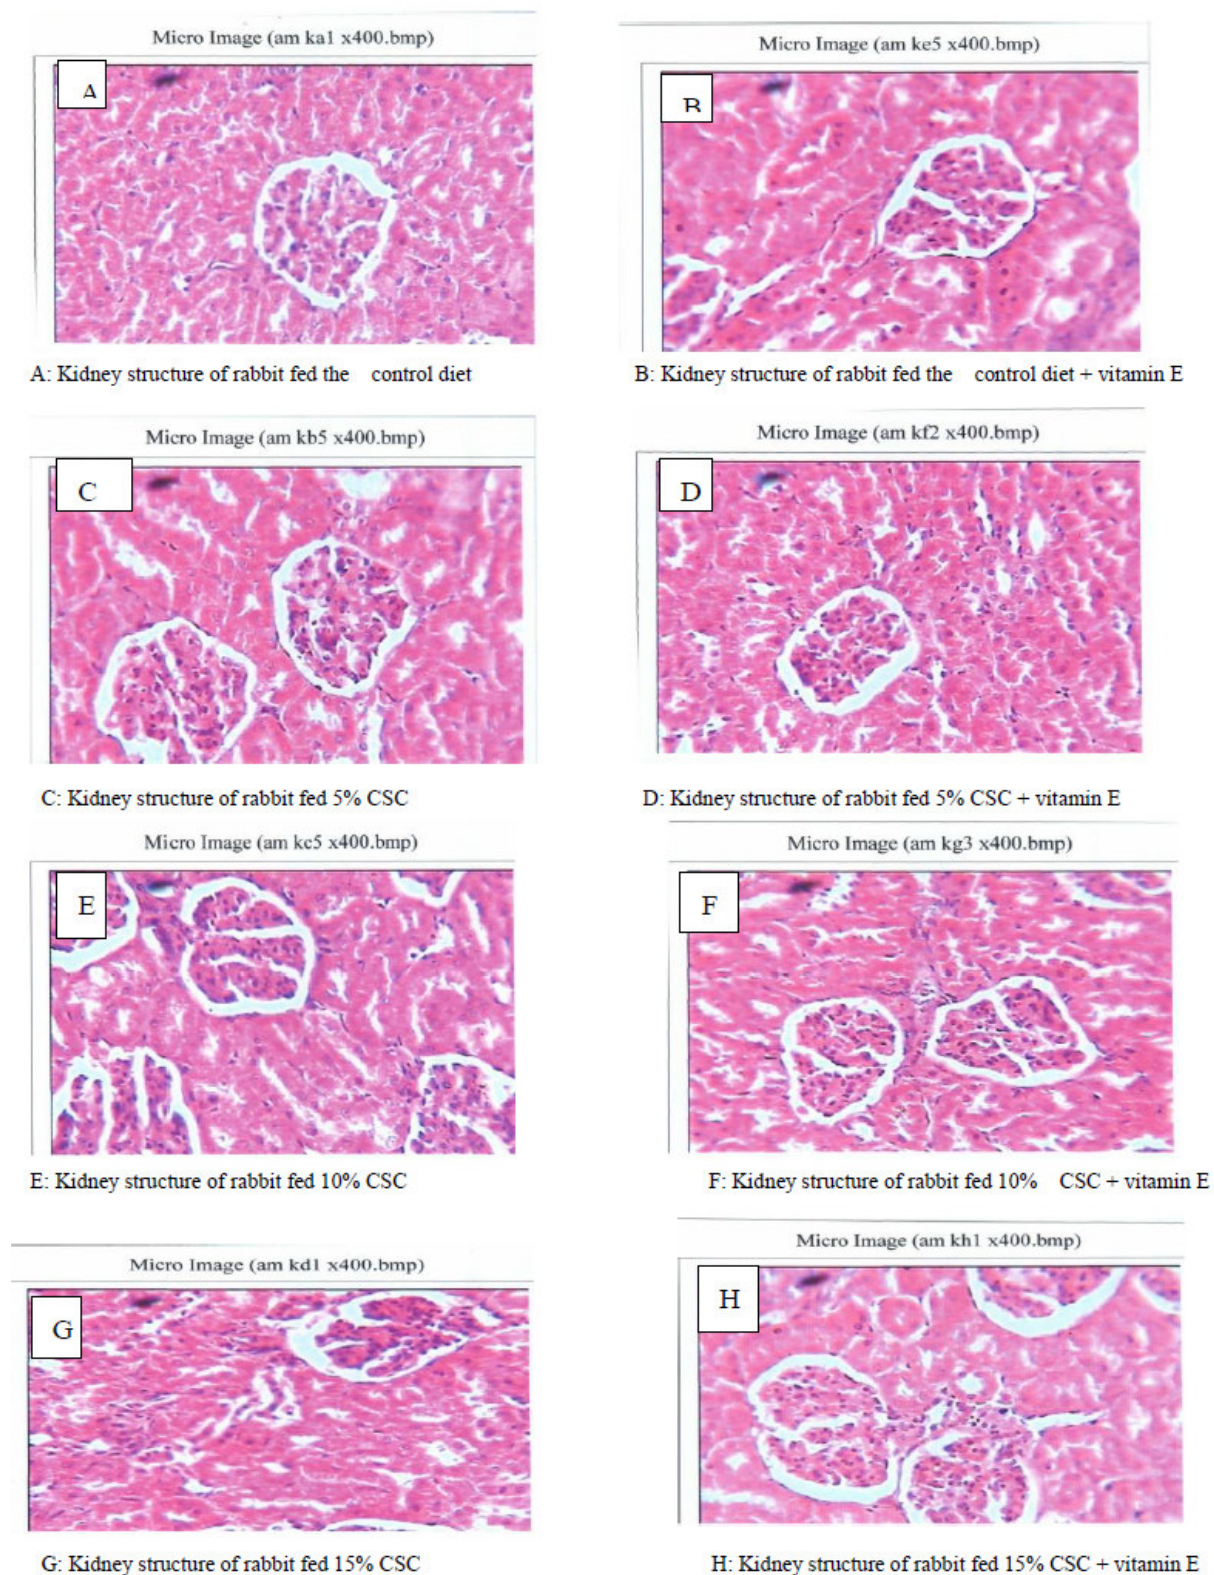 Micro Image (am ka1 x400.bmp)
A
A: Kidney structure of rabbit fed the control diet
Micro Image (am ke5 x400.bmp)
B
B: Kidney structure of rabbit fed the control diet + vitamin E
Micro Image (am kb5 x400.bmp)
C
C: Kidney structure of rabbit fed 5% CSC
Micro Image (am kf2 x400.bmp)
D
D: Kidney structure of rabbit fed 5% CSC + vitamin E
Micro Image (am kc5 x400.bmp)
E
E: Kidney structure of rabbit fed 10% CSC
Micro Image (am kg3 x400.bmp)
F
F: Kidney structure of rabbit fed 10% CSC + vitamin E
Micro Image (am kd1 x400.bmp)
G
G: Kidney structure of rabbit fed 15% CSC
Micro Image (am kh1 x400.bmp)
H
H: Kidney structure of rabbit fed 15% CSC + vitamin E